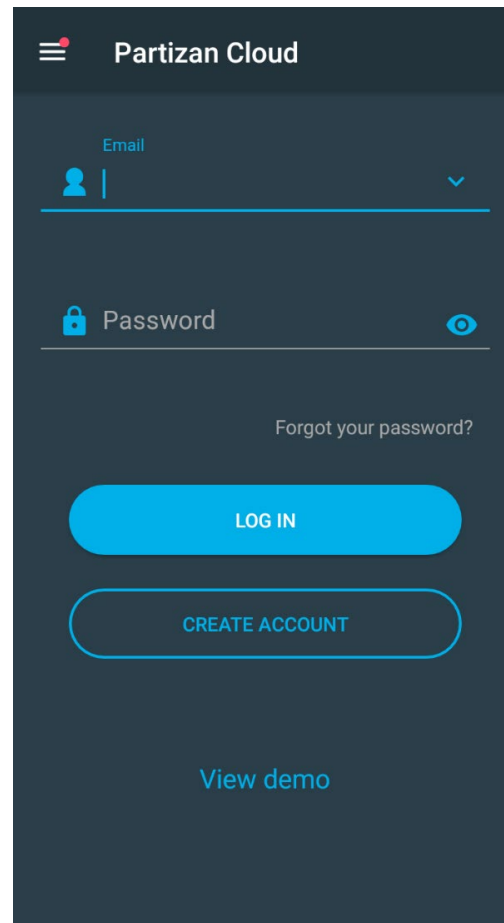 Partizan Cloud
Email
Password
Forgot your password?
LOG IN
CREATE ACCOUNT
View demo